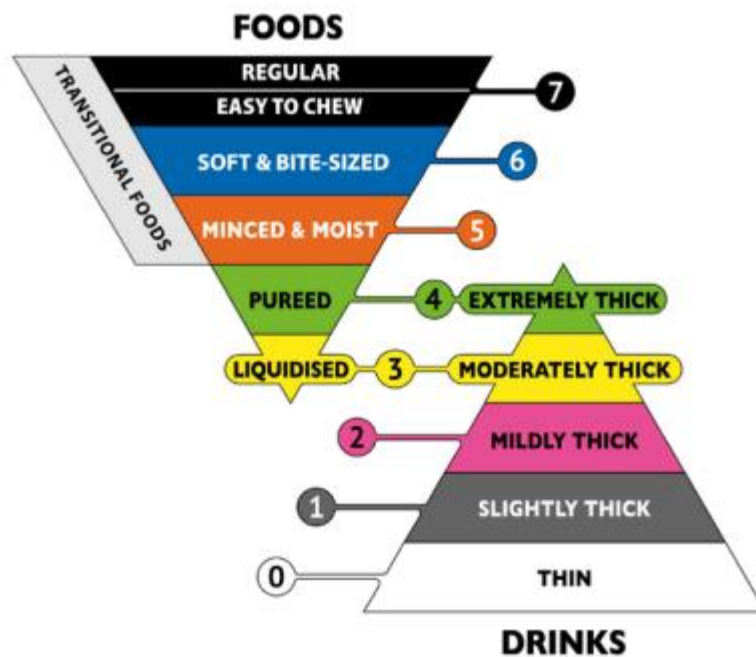 FOODS
TRANSITIONAL FOODS
REGULAR
EASY TO CHEW
7
SOFT & BITE-SIZED
6
MINCED & MOIST
5
PUREED
4
EXTREMELY THICK
LIQUIDISED
3
MODERATELY THICK
2
MILDLY THICK
1
SLIGHTLY THICK
0
THIN
DRINKS